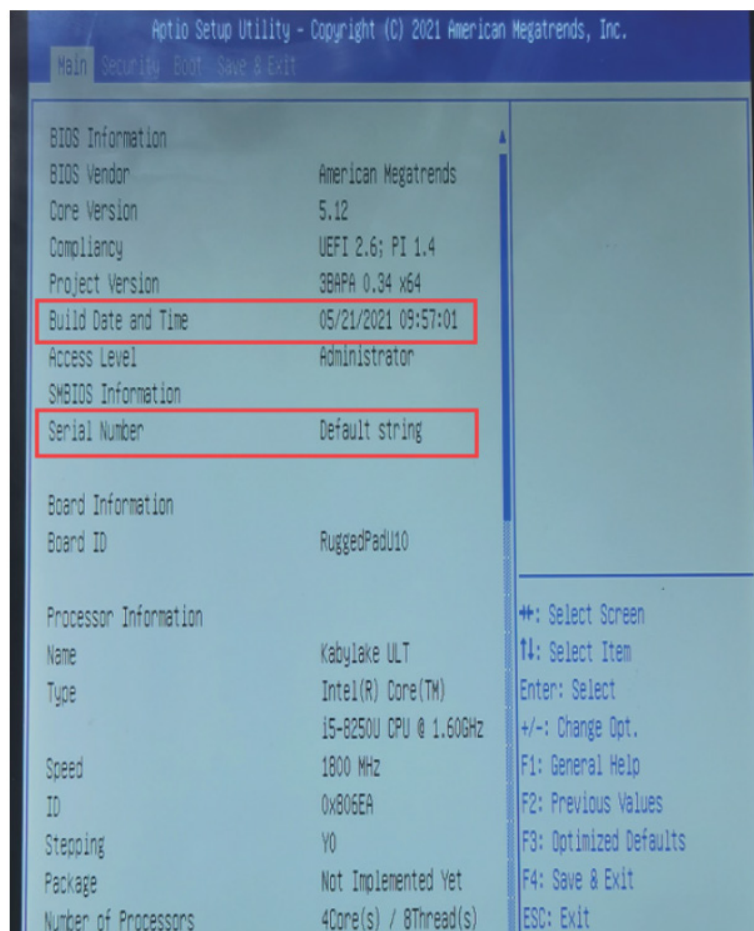 Aptio Setup Utility - Copyright (C) 2021 American Megatrends, Inc.
Main Security Boot Save & Exit
BIOS Information
BIOS Vendor American Megatrends
Core Version 5.12
Compliancy UEFI 2.6; PI 1.4
Project Version 3BAPA 0.34 x64
Build Date and Time 05/21/2021 09:57:01
Access Level Administrator
SMBIOS Information
Serial Number Default string
Board Information
Board ID RuggedPadU10
Processor Information
Name Kabylake ULT
Type Intel(R) Core(TM)
i5-8250U CPU @ 1.60GHz
Speed 1800 MHz
ID 0x806EA
Stepping Y0
Package Not Implemented Yet
Number of Processors 4Core(s) / 8Thread(s)
→←: Select Screen
↑↓: Select Item
Enter: Select
+/-: Change Opt.
F1: General Help
F2: Previous Values
F3: Optimized Defaults
F4: Save & Exit
ESC: Exit